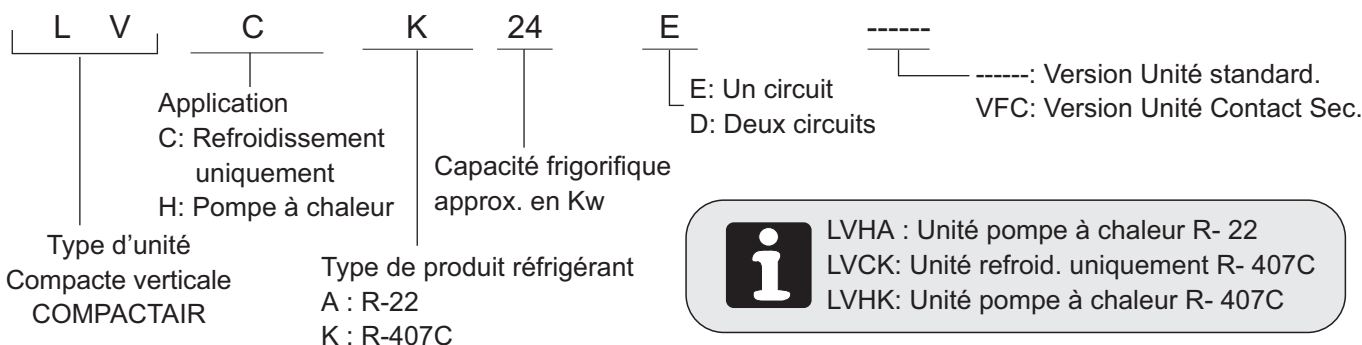 L V C K 24 E ------
Application
C: Refroidissement
uniquement
H: Pompe à chaleur
Type d’unité
Compacte verticale
COMPACTAIR
Type de produit réfrigérant
A : R-22
K : R-407C
Capacité frigorifique
approx. en Kw
E: Un circuit
D: Deux circuits
------: Version Unité standard.
VFC: Version Unité Contact Sec.
i
LVHA : Unité pompe à chaleur R- 22
LVCK: Unité refroid. uniquement R- 407C
LVHK: Unité pompe à chaleur R- 407C